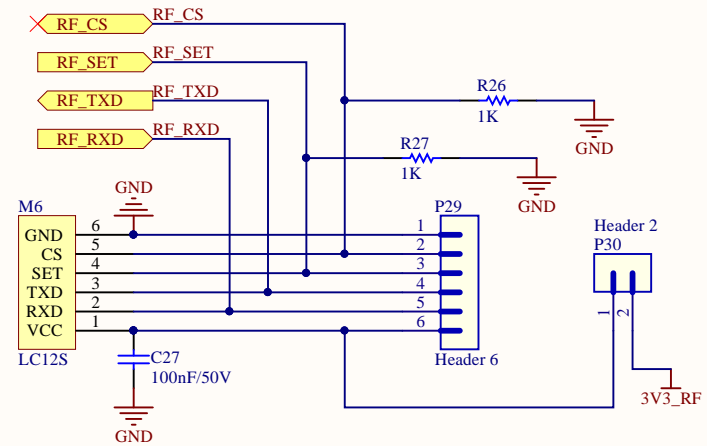 RF_CS RF_CS
RF_SET RF_SET
RF_TXD RF_TXD
RF_RXD RF_RXD
R26
1K
GND
R27
1K
GND
GND
M6
GND 6
CS 5
SET 4
TXD 3
RXD 2
VCC 1
LC12S
C27
100nF/50V
GND
P29
1
2
3
4
5
6
Header 6
Header 2
P30
1
2
3V3_RF